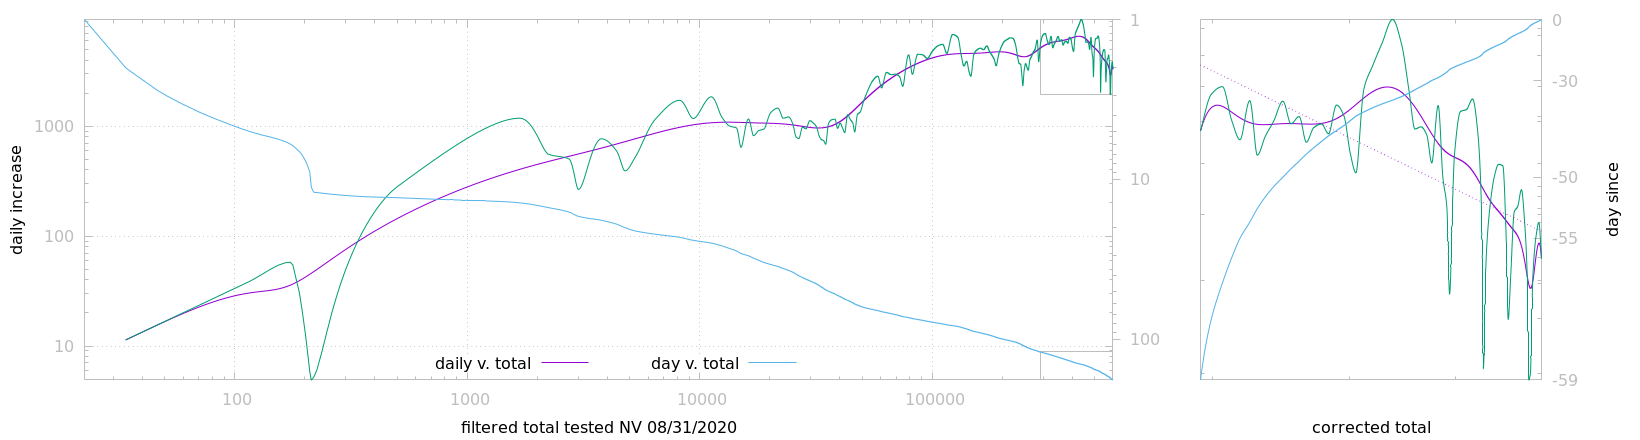 1000
100
10
daily increase
100
1000
10000
100000
1
10
100
daily v. total
day v. total
filtered total tested NV 08/31/2020
0
-30
-50
-55
-59
day since
corrected total